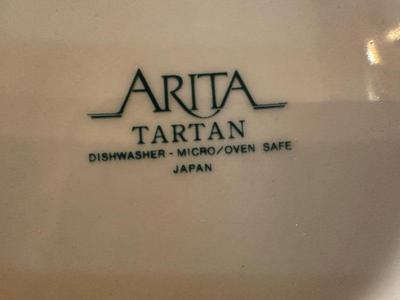 ARITA
TARTAN
DISHWASHER - MICRO/OVEN SAFE
JAPAN